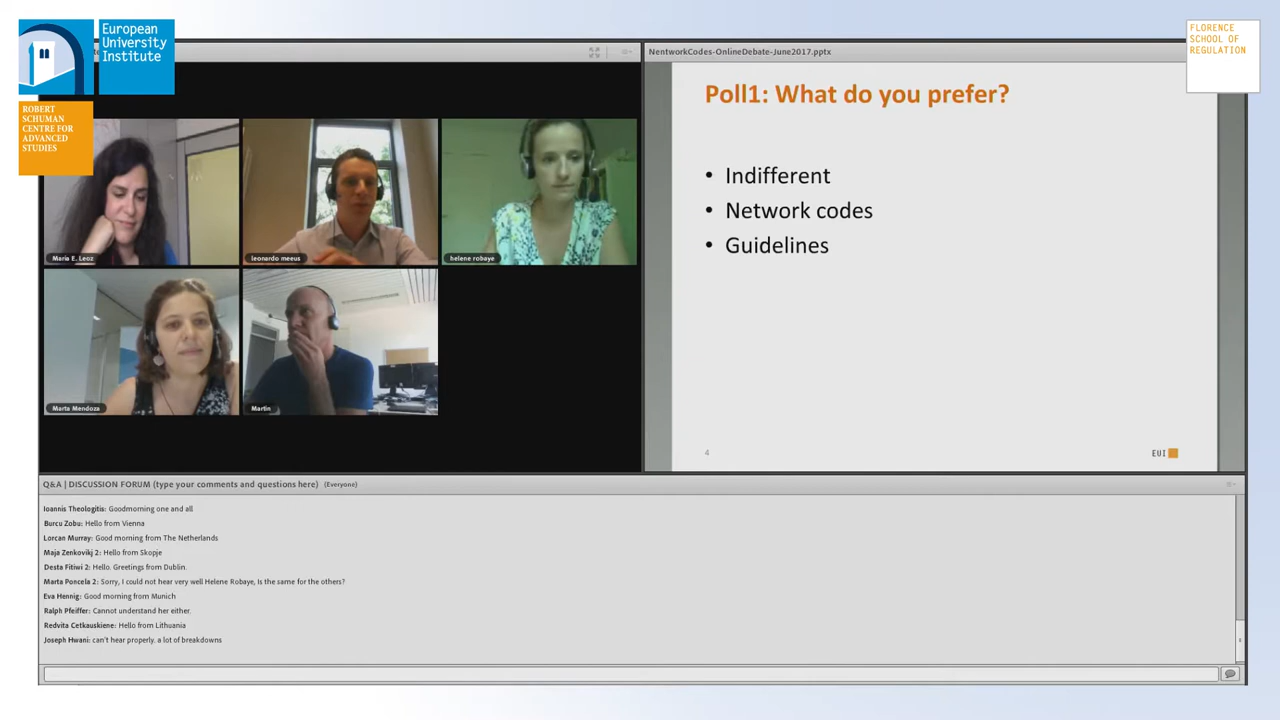 European
University
Institute
ROBERT
SCHUMAN
CENTRE FOR
ADVANCED
STUDIES
FLORENCE
SCHOOL OF
REGULATION
Maria E. Leoz
leonardo meeus
helene robaye
Marta Mendoza
Martin
NentworkCodes-OnlineDebate-June2017.pptx
Poll1: What do you prefer?
• Indifferent
• Network codes
• Guidelines
4
EUI
Q&A | DISCUSSION FORUM (type your comments and questions here) (Everyone)
Ioannis Theologitis: Goodmorning one and all
Burcu Zobu: Hello from Vienna
Lorcan Murray: Good morning from The Netherlands
Maja Zenkovikj 2: Hello from Skopje
Desta Fitiwi 2: Hello. Greetings from Dublin.
Marta Poncela 2: Sorry, I could not hear very well Helene Robaye, Is the same for the others?
Eva Hennig: Good morning from Munich
Ralph Pfeiffer: Cannot understand her either.
Redvita Cetkauskiene: Hello from Lithuania
Joseph Hwani: can't hear properly. a lot of breakdowns